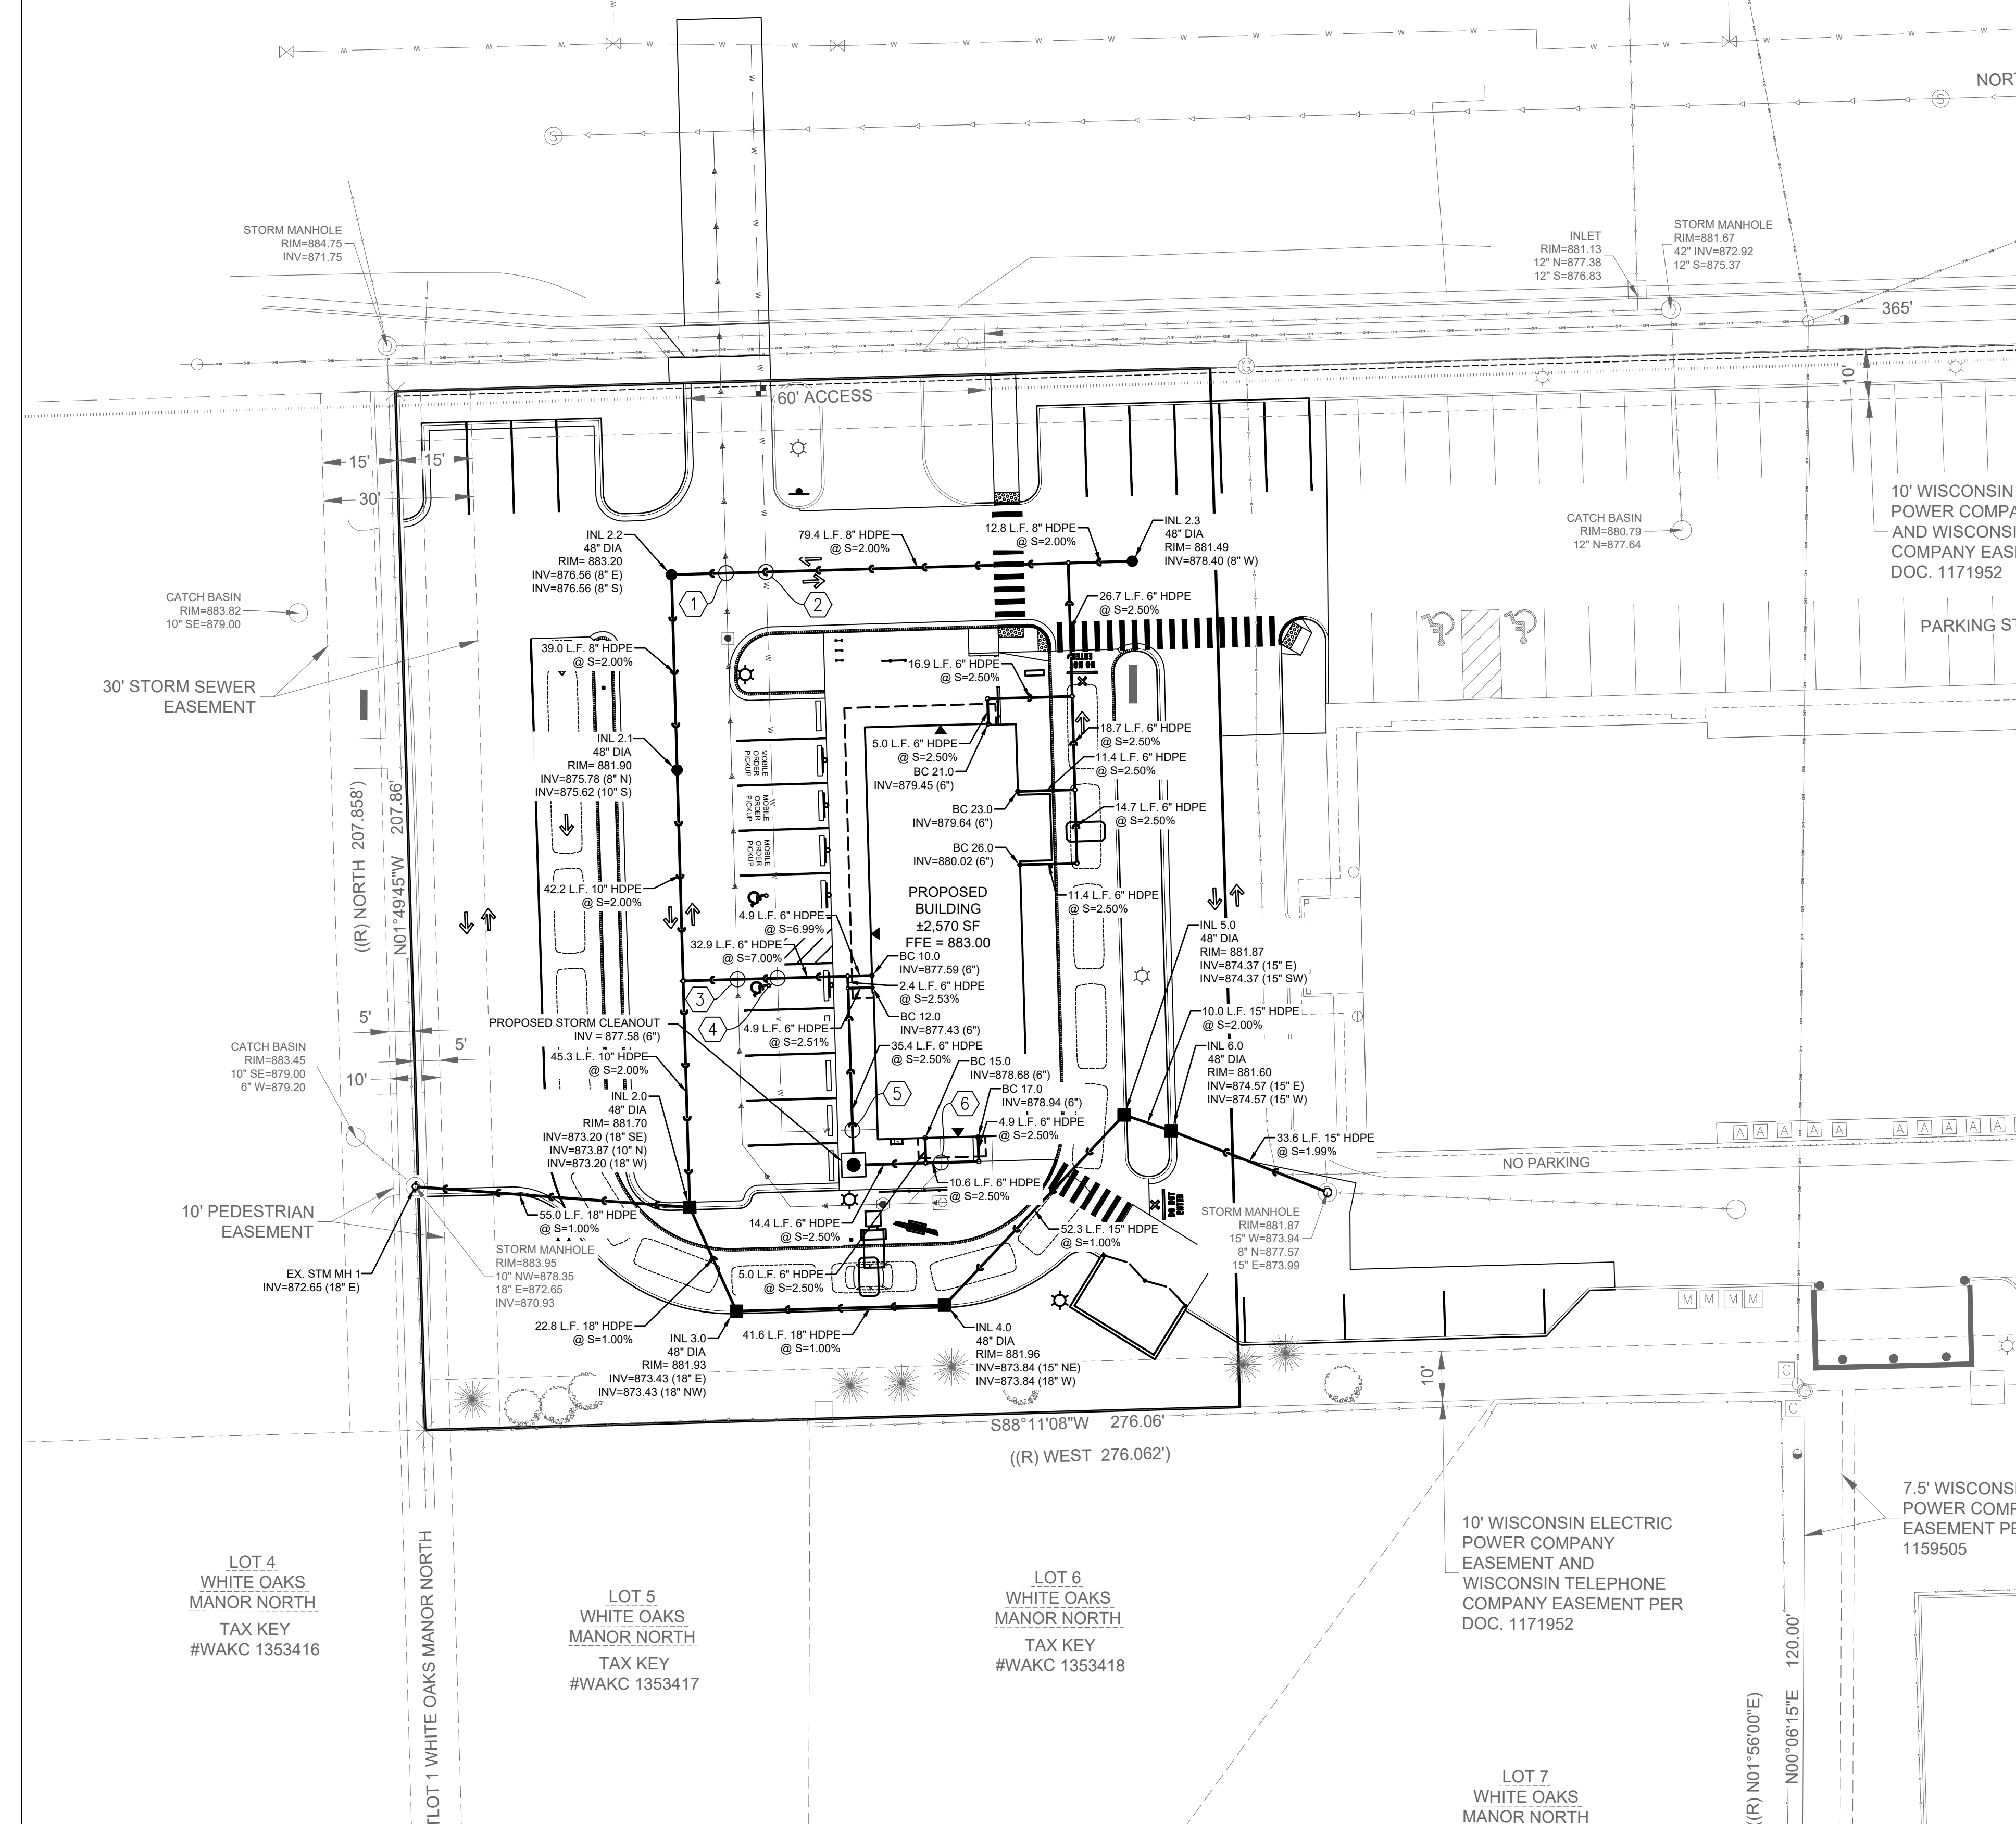 NORT
STORM MANHOLE
RIM=884.75
INV=871.75
INLET
RIM=881.13
12" N=877.38
12" S=876.83
STORM MANHOLE
RIM=881.67
42" INV=872.92
12" S=875.37
365'
60' ACCESS
10'
15'
15'
30'
10' WISCONSIN
POWER COMPA
AND WISCONSI
COMPANY EAS
DOC. 1171952
CATCH BASIN
RIM=880.79
12" N=877.64
INL 2.2
48" DIA
RIM= 883.20
INV=876.56 (8" E)
INV=876.56 (8" S)
79.4 L.F. 8" HDPE
@ S=2.00%
12.8 L.F. 8" HDPE
@ S=2.00%
INL 2.3
48" DIA
RIM= 881.49
INV=878.40 (8" W)
1
2
26.7 L.F. 6" HDPE
@ S=2.50%
CATCH BASIN
RIM=883.82
10" SE=879.00
PARKING ST
39.0 L.F. 8" HDPE
@ S=2.00%
16.9 L.F. 6" HDPE
@ S=2.50%
DO NOT
ENTER
30' STORM SEWER
EASEMENT
INL 2.1
48" DIA
RIM= 881.90
INV=875.78 (8" N)
INV=875.62 (10" S)
MOBILE
ORDER
PICKUP
MOBILE
ORDER
PICKUP
MOBILE
ORDER
PICKUP
5.0 L.F. 6" HDPE
@ S=2.50%
BC 21.0
INV=879.45 (6")
18.7 L.F. 6" HDPE
@ S=2.50%
11.4 L.F. 6" HDPE
@ S=2.50%
BC 23.0
INV=879.64 (6")
14.7 L.F. 6" HDPE
@ S=2.50%
BC 26.0
INV=880.02 (6")
((R) NORTH 207.858')
N01°49'45"W 207.86'
42.2 L.F. 10" HDPE
@ S=2.00%
PROPOSED
BUILDING
±2,570 SF
FFE = 883.00
11.4 L.F. 6" HDPE
@ S=2.50%
4.9 L.F. 6" HDPE
@ S=6.99%
32.9 L.F. 6" HDPE
@ S=7.00%
BC 10.0
INV=877.59 (6")
2.4 L.F. 6" HDPE
@ S=2.53%
BC 12.0
INV=877.43 (6")
INL 5.0
48" DIA
RIM= 881.87
INV=874.37 (15" E)
INV=874.37 (15" SW)
3
4
10.0 L.F. 15" HDPE
@ S=2.00%
5'
5'
10'
PROPOSED STORM CLEANOUT
INV = 877.58 (6")
4.9 L.F. 6" HDPE
@ S=2.51%
35.4 L.F. 6" HDPE
@ S=2.50%
CATCH BASIN
RIM=883.45
10" SE=879.00
6" W=879.20
45.3 L.F. 10" HDPE
@ S=2.00%
BC 15.0
INV=878.68 (6")
BC 17.0
INV=878.94 (6")
INL 6.0
48" DIA
RIM= 881.60
INV=874.57 (15" E)
INV=874.57 (15" W)
5
6
INL 2.0
48" DIA
RIM= 881.70
INV=873.20 (18" SE)
INV=873.87 (10" N)
INV=873.20 (18" W)
4.9 L.F. 6" HDPE
@ S=2.50%
33.6 L.F. 15" HDPE
@ S=1.99%
A A A A A A A A A A
NO PARKING
10.6 L.F. 6" HDPE
@ S=2.50%
DO NOT
ENTER
10' PEDESTRIAN
EASEMENT
55.0 L.F. 18" HDPE
@ S=1.00%
14.4 L.F. 6" HDPE
@ S=2.50%
52.3 L.F. 15" HDPE
@ S=1.00%
STORM MANHOLE
RIM=881.87
15" W=873.94
8" N=877.57
15" E=873.99
STORM MANHOLE
RIM=883.95
10" NW=878.35
18" E=872.65
INV=870.93
EX. STM MH 1
INV=872.65 (18" E)
5.0 L.F. 6" HDPE
@ S=2.50%
M M M M
22.8 L.F. 18" HDPE
@ S=1.00%
INL 3.0
48" DIA
RIM= 881.93
INV=873.43 (18" E)
INV=873.43 (18" NW)
41.6 L.F. 18" HDPE
@ S=1.00%
INL 4.0
48" DIA
RIM= 881.96
INV=873.84 (15" NE)
INV=873.84 (18" W)
10'
C
C
S88°11'08"W 276.06'
((R) WEST 276.062')
7.5' WISCONSI
POWER COMP
EASEMENT PE
1159505
10' WISCONSIN ELECTRIC
POWER COMPANY
EASEMENT AND
WISCONSIN TELEPHONE
COMPANY EASEMENT PER
DOC. 1171952
LOT 4
WHITE OAKS
MANOR NORTH
TAX KEY
#WAKC 1353416
TLOT 1 WHITE OAKS MANOR NORTH
LOT 5
WHITE OAKS
MANOR NORTH
TAX KEY
#WAKC 1353417
LOT 6
WHITE OAKS
MANOR NORTH
TAX KEY
#WAKC 1353418
LOT 7
WHITE OAKS
MANOR NORTH
((R) N01°56'00"E)
N00°06'15"E 120.00'